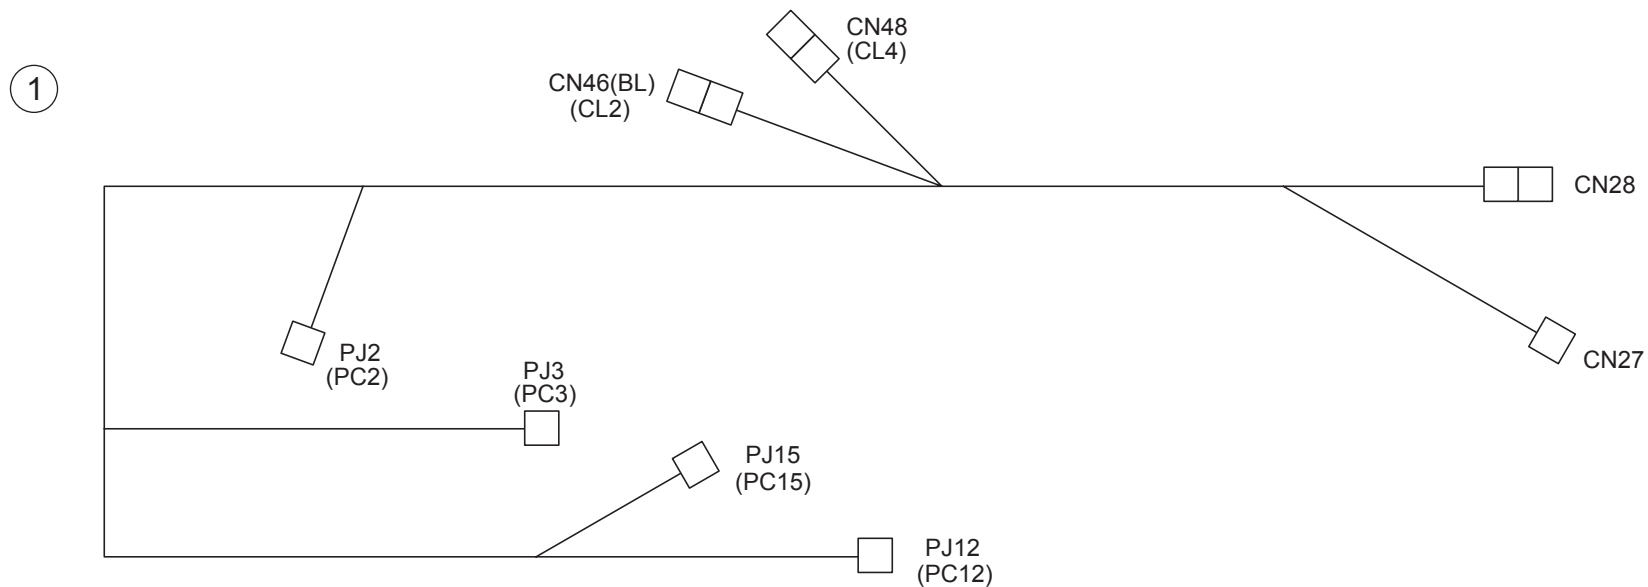 1
CN48
(CL4)
CN46(BL)
(CL2)
CN28
PJ2
(PC2)
CN27
PJ3
(PC3)
PJ15
(PC15)
PJ12
(PC12)